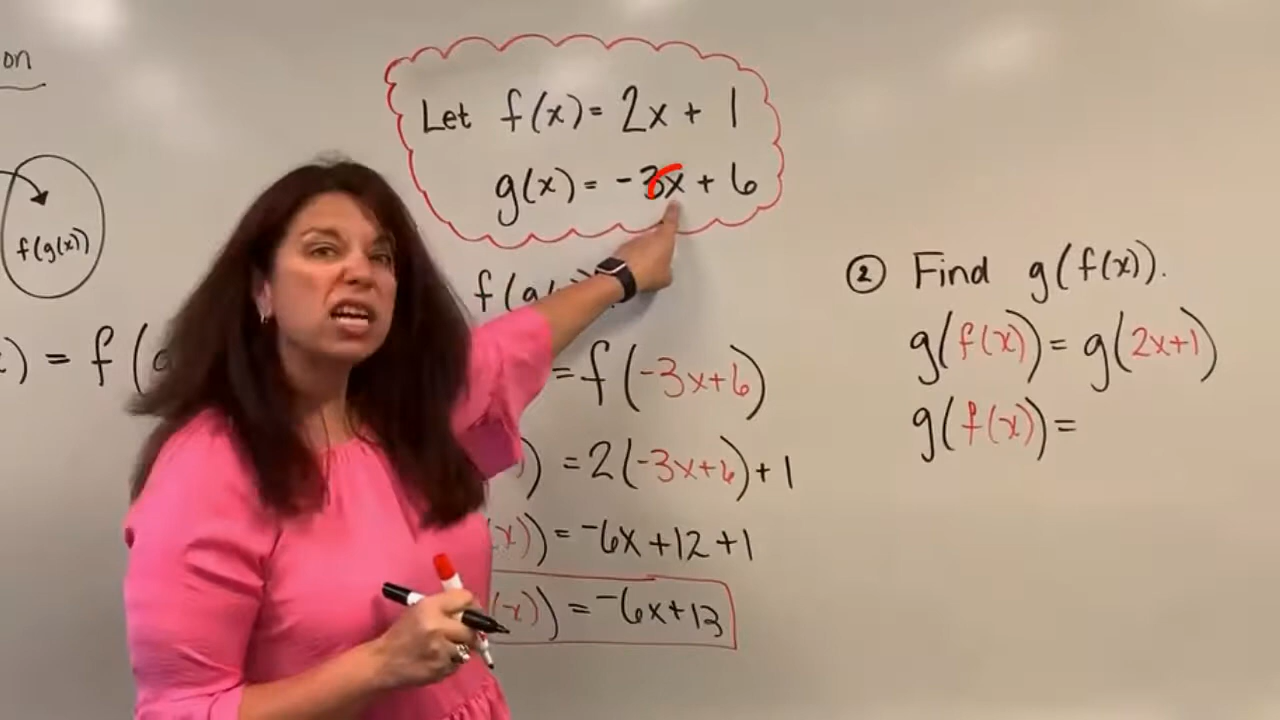 on
Let f(x) = 2x + 1
g(x) = -3x + 6
f(g(x))
) = f(
= f(-3x+6)
) = 2(-3x+6)+1
x)) = -6x+12+1
(x)) = -6x+13
② Find g(f(x)).
g(f(x)) = g(2x+1)
g(f(x)) =